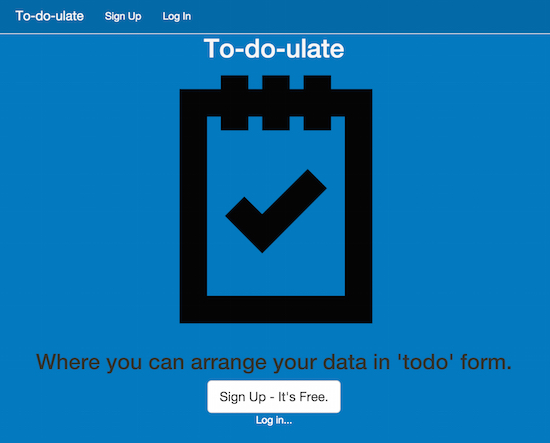 To-do-ulate Sign Up Log In
To-do-ulate
Where you can arrange your data in 'todo' form.
Sign Up - It's Free.
Log in...